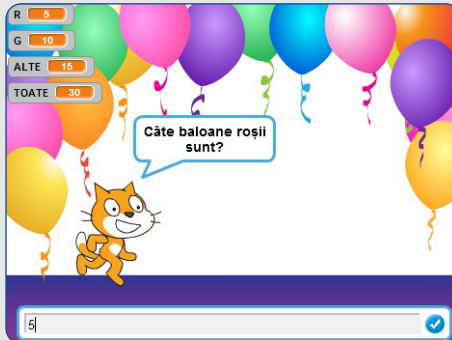 R 5
G 10
ALTE 15
TOATE 30
Câte baloane roșii
sunt?
5